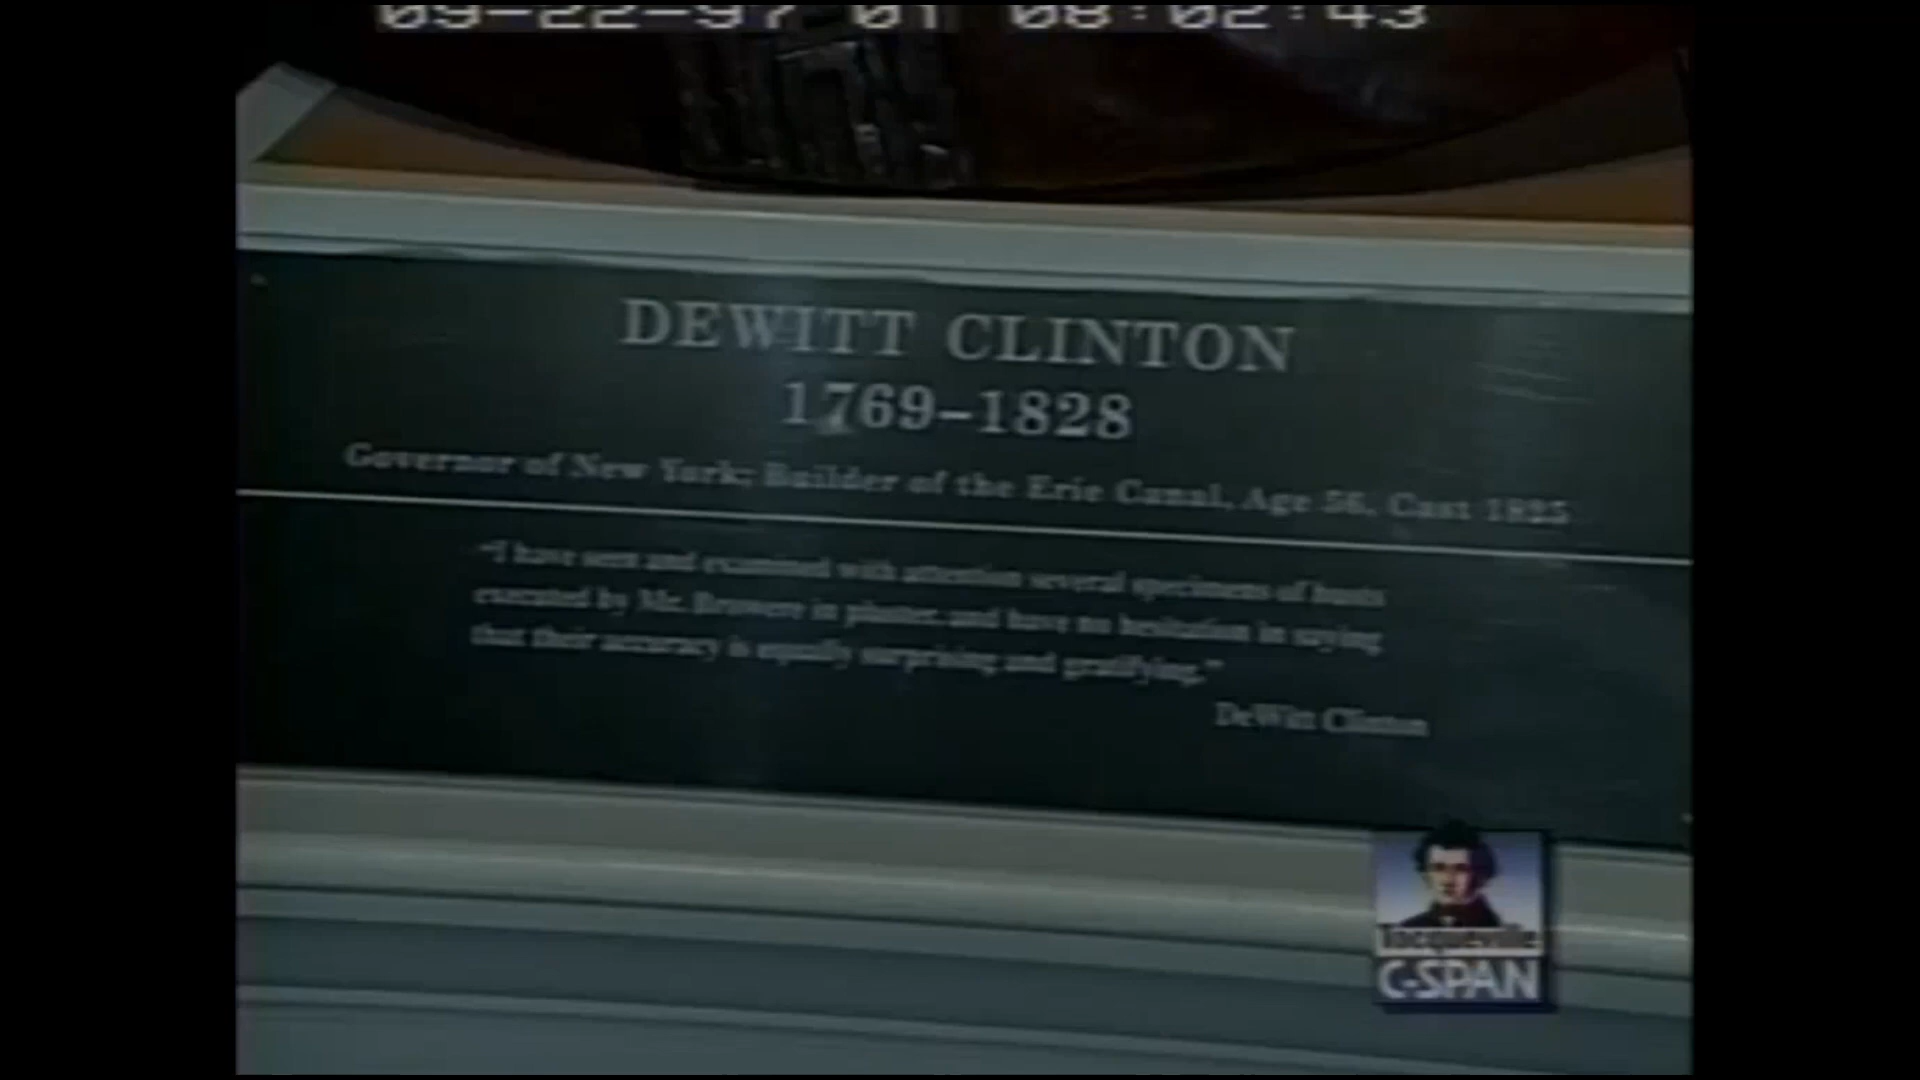 09-22-97 01 08:02:43
DEWITT CLINTON
1769–1828
Governor of New York; Builder of the Erie Canal, Age 56, Cast 1825
"I have seen and examined with attention several specimens of busts
executed by Mr. Browere in plaster, and have no hesitation in saying
that their accuracy is equally surprising and gratifying."
DeWitt Clinton
Tocqueville
C-SPAN